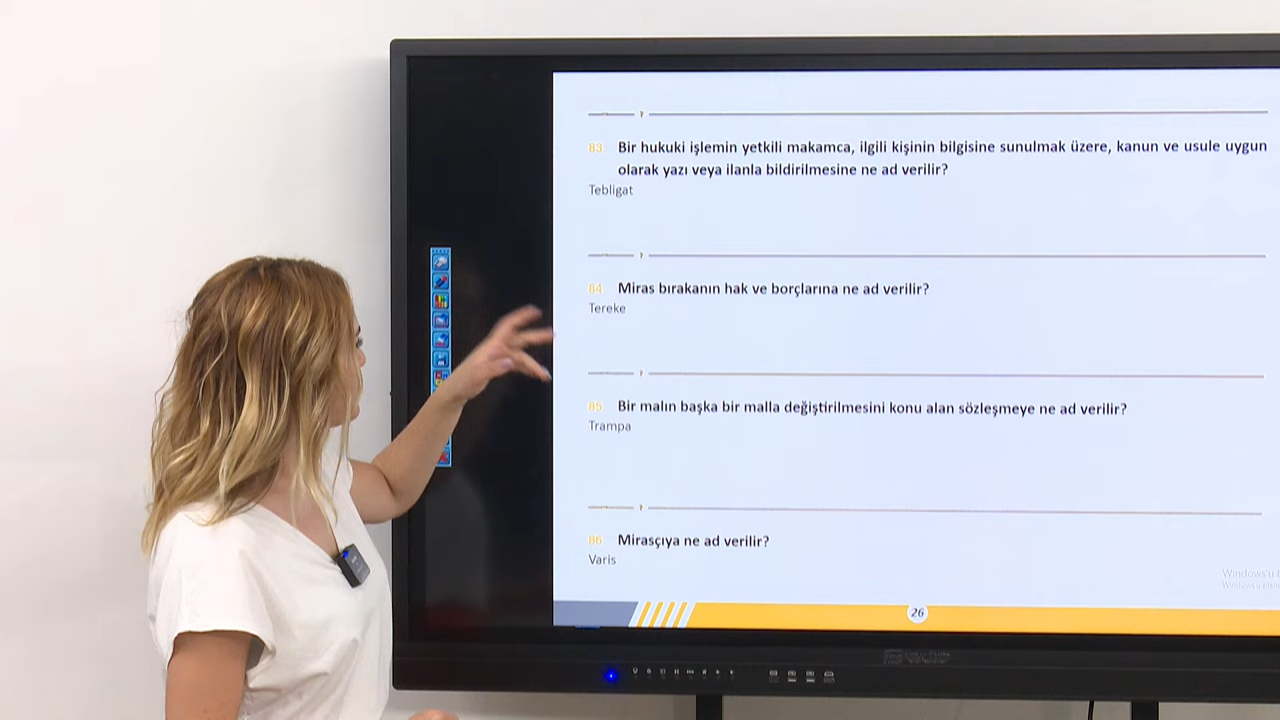 83 Bir hukuki işlemin yetkili makamca, ilgili kişinin bilgisine sunulmak üzere, kanun ve usule uygun
olarak yazı veya ilanla bildirilmesine ne ad verilir?
Tebligat
84 Miras bırakanın hak ve borçlarına ne ad verilir?
Tereke
85 Bir malın başka bir malla değiştirilmesini konu alan sözleşmeye ne ad verilir?
Trampa
86 Mirasçıya ne ad verilir?
Varis
Windows'u
26